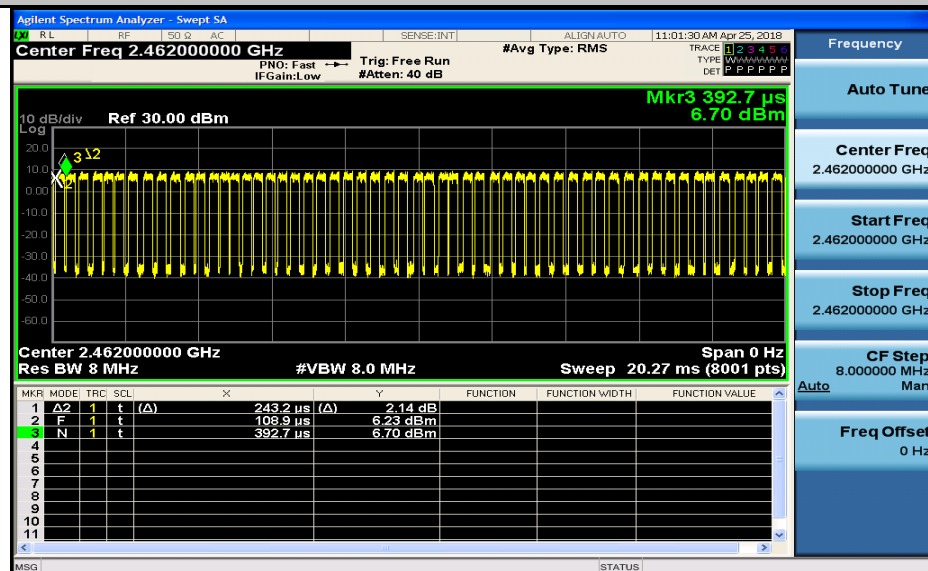 Agilent Spectrum Analyzer - Swept SA
LXI RL RF 50 Ω AC SENSE:INT ALIGN AUTO 11:01:30 AM Apr 25, 2018
Center Freq 2.462000000 GHz #Avg Type: RMS TRACE 1 2 3 4 5 6
PNO: Fast Trig: Free Run TYPE W
IFGain:Low #Atten: 40 dB DET P P P P P P
Mkr3 392.7 µs
10 dB/div Ref 30.00 dBm 6.70 dBm
Log
20.0
3 Δ2
10.0
2
0.00
-10.0
-20.0
-30.0
-40.0
-50.0
-60.0
Center 2.462000000 GHz Span 0 Hz
Res BW 8 MHz #VBW 8.0 MHz Sweep 20.27 ms (8001 pts)
MKR MODE TRC SCL X Y FUNCTION FUNCTION WIDTH FUNCTION VALUE
1 Δ2 1 t (Δ) 243.2 µs (Δ) 2.14 dB
2 F 1 t 108.9 µs 6.23 dBm
3 N 1 t 392.7 µs 6.70 dBm
4
5
6
7
8
9
10
11
MSG STATUS
Frequency
Auto Tune
Center Freq
2.462000000 GHz
Start Freq
2.462000000 GHz
Stop Freq
2.462000000 GHz
CF Step
8.000000 MHz
Auto Man
Freq Offset
0 Hz